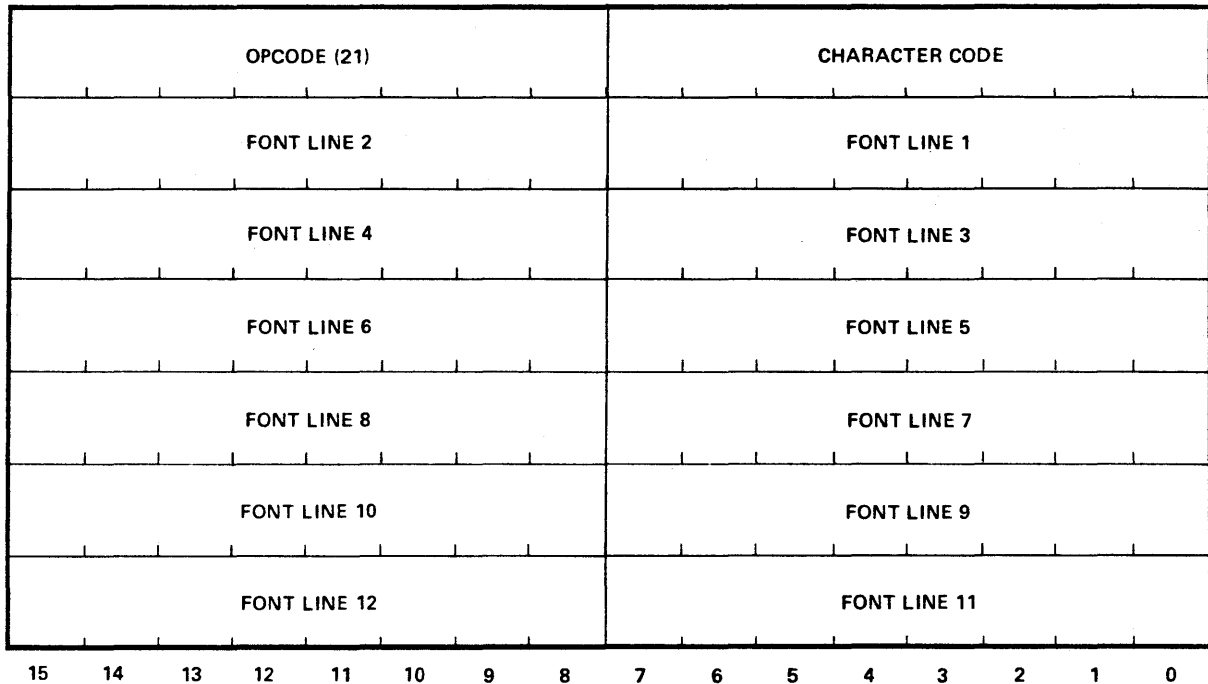 OPCODE (21) CHARACTER CODE
FONT LINE 2 FONT LINE 1
FONT LINE 4 FONT LINE 3
FONT LINE 6 FONT LINE 5
FONT LINE 8 FONT LINE 7
FONT LINE 10 FONT LINE 9
FONT LINE 12 FONT LINE 11
15 14 13 12 11 10 9 8 7 6 5 4 3 2 1 0